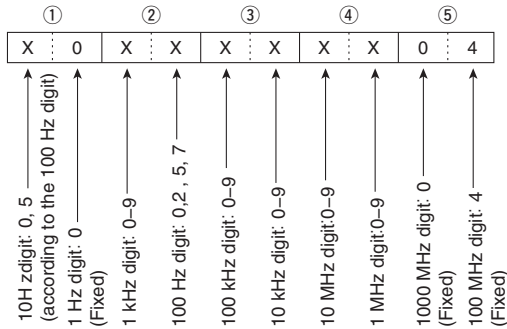 ① ② ③ ④ ⑤
X 0 X X X X X X 0 4
10H zdigit: 0, 5
(according to the 100 Hz digit)
1 Hz digit: 0
(Fixed)
1 kHz digit: 0–9
100 Hz digit: 0,2 , 5, 7
100 kHz digit: 0–9
10 kHz digit: 0–9
10 MHz digit:0–9
1 MHz digit:0–9
1000 MHz digit: 0
(Fixed)
100 MHz digit: 4
(Fixed)